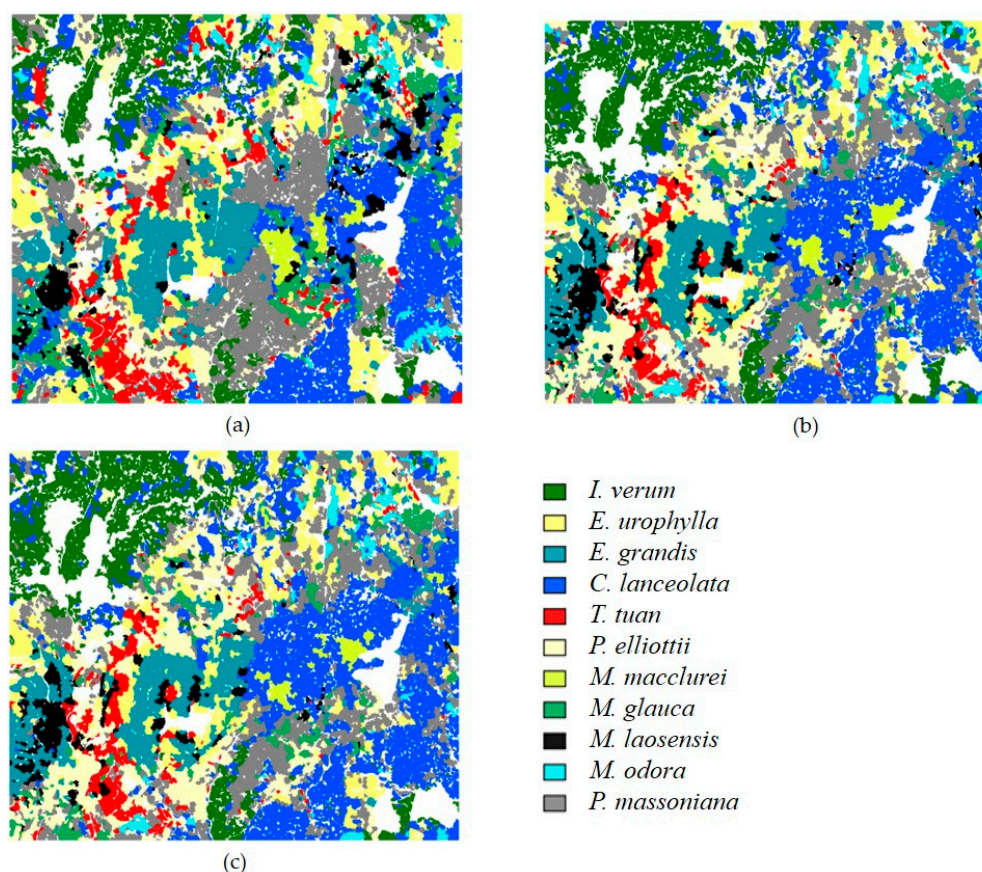 (a)
(b)
(c)
I. verum
E. urophylla
E. grandis
C. lanceolata
T. tuan
P. elliottii
M. macclurei
M. glauca
M. laosensis
M. odora
P. massoniana